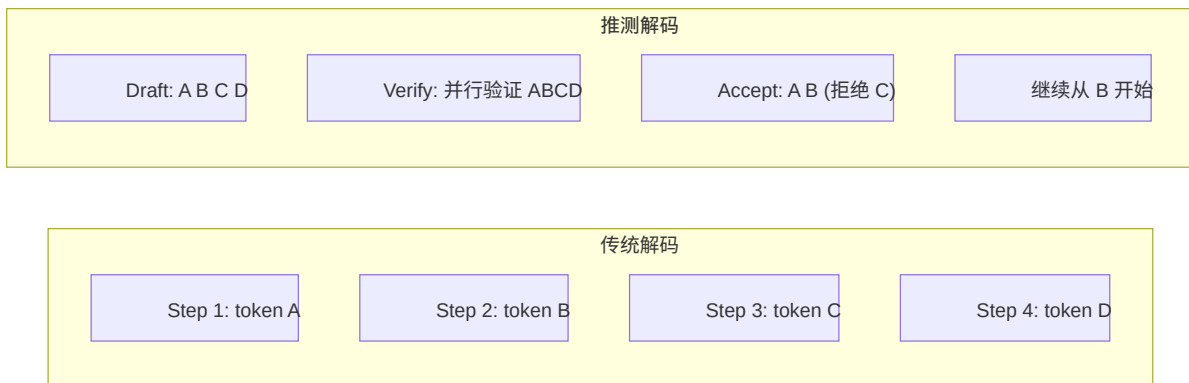 推测解码
Draft: A B C D
Verify: 并行验证 ABCD
Accept: A B (拒绝 C)
继续从 B 开始
传统解码
Step 1: token A
Step 2: token B
Step 3: token C
Step 4: token D